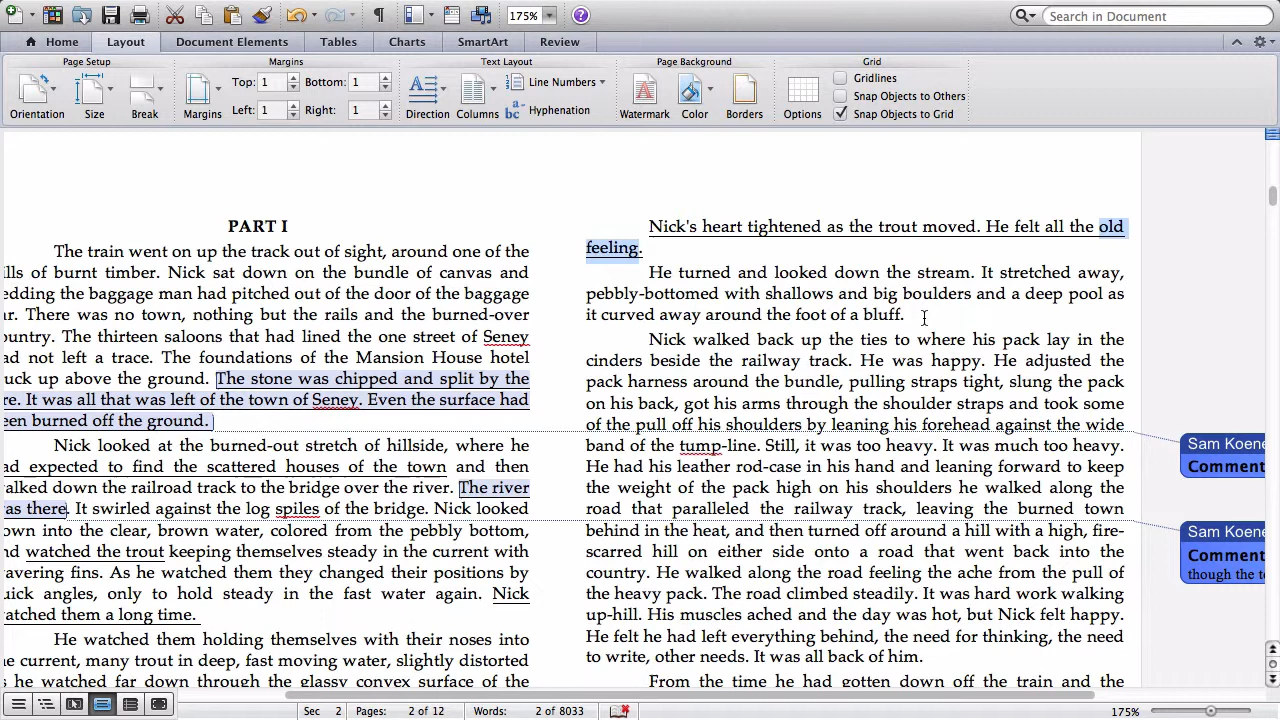 175%
Search in Document
Home Layout Document Elements Tables Charts SmartArt Review
Page Setup Margins Text Layout Page Background Grid
Orientation Size Break Margins Top: 1 Bottom: 1 Left: 1 Right: 1 Direction Columns Line Numbers Hyphenation Watermark Color Borders Options Gridlines Snap Objects to Others Snap Objects to Grid
PART I
The train went on up the track out of sight, around one of the
ills of burnt timber. Nick sat down on the bundle of canvas and
edding the baggage man had pitched out of the door of the baggage
ar. There was no town, nothing but the rails and the burned-over
ountry. The thirteen saloons that had lined the one street of Seney
ad not left a trace. The foundations of the Mansion House hotel
uck up above the ground. The stone was chipped and split by the
re. It was all that was left of the town of Seney. Even the surface had
een burned off the ground.
Nick looked at the burned-out stretch of hillside, where he
ad expected to find the scattered houses of the town and then
alked down the railroad track to the bridge over the river. The river
as there. It swirled against the log spiles of the bridge. Nick looked
own into the clear, brown water, colored from the pebbly bottom,
nd watched the trout keeping themselves steady in the current with
avering fins. As he watched them they changed their positions by
uick angles, only to hold steady in the fast water again. Nick
atched them a long time.
He watched them holding themselves with their noses into
e current, many trout in deep, fast moving water, slightly distorted
s he watched far down through the glassy convex surface of the
Nick's heart tightened as the trout moved. He felt all the old
feeling.
He turned and looked down the stream. It stretched away,
pebbly-bottomed with shallows and big boulders and a deep pool as
it curved away around the foot of a bluff.
Nick walked back up the ties to where his pack lay in the
cinders beside the railway track. He was happy. He adjusted the
pack harness around the bundle, pulling straps tight, slung the pack
on his back, got his arms through the shoulder straps and took some
of the pull off his shoulders by leaning his forehead against the wide
band of the tump-line. Still, it was too heavy. It was much too heavy.
He had his leather rod-case in his hand and leaning forward to keep
the weight of the pack high on his shoulders he walked along the
road that paralleled the railway track, leaving the burned town
behind in the heat, and then turned off around a hill with a high, fire-
scarred hill on either side onto a road that went back into the
country. He walked along the road feeling the ache from the pull of
the heavy pack. The road climbed steadily. It was hard work walking
up-hill. His muscles ached and the day was hot, but Nick felt happy.
He felt he had left everything behind, the need for thinking, the need
to write, other needs. It was all back of him.
From the time he had gotten down off the train and the
Sam Koene
Comment
Sam Koene
Comment
though the t
Sec 2 Pages: 2 of 12 Words: 2 of 8033 175%